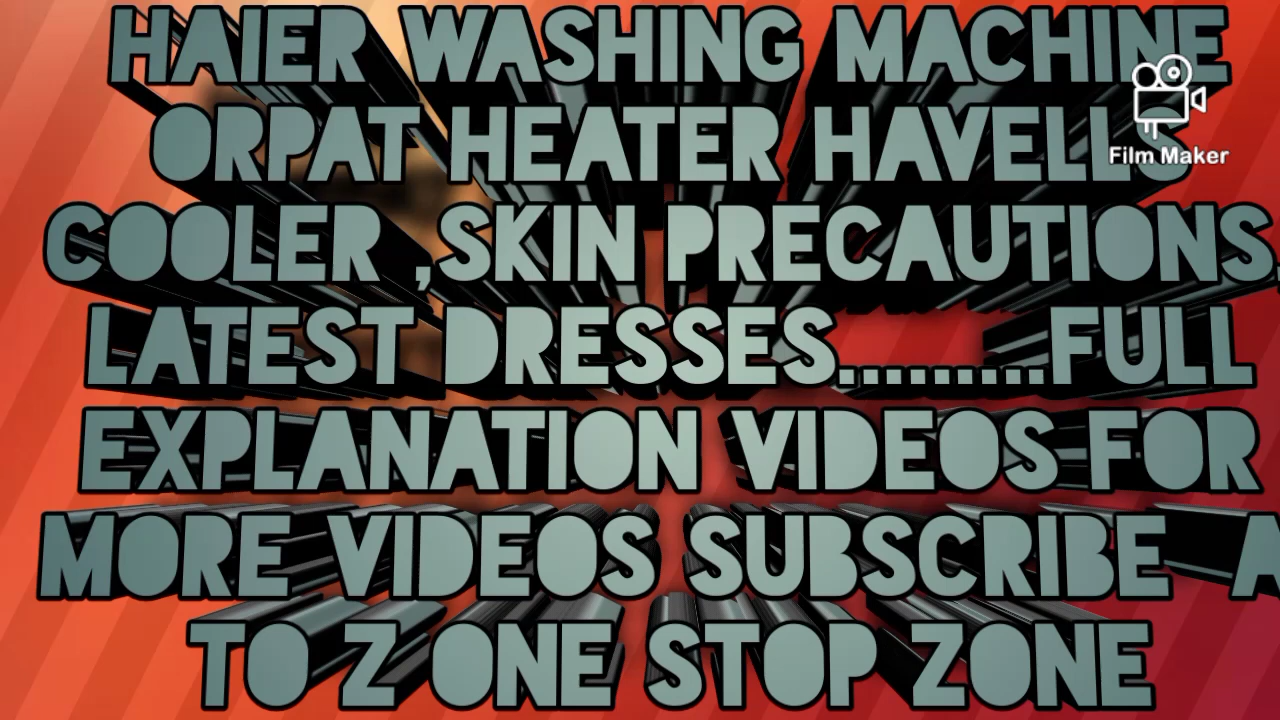 HAIER WASHING MACHINE
ORPAT HEATER HAVELLS
COOLER ,SKIN PRECAUTIONS,
LATEST DRESSES.........FULL
EXPLANATION VIDEOS FOR
MORE VIDEOS SUBSCRIBE A
TO Z ONE STOP ZONE
Film Maker